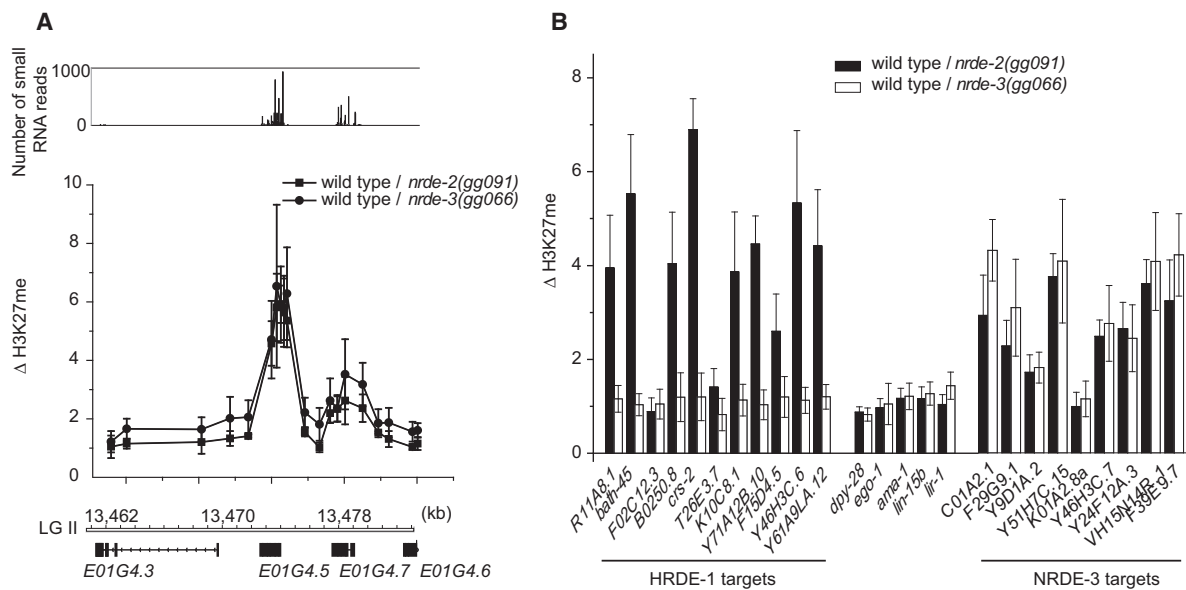 A
Number of small
RNA reads
1000
0
wild type / nrde-2(gg091)
wild type / nrde-3(gg066)
Δ H3K27me
10
8
6
4
2
0
13,462
13,470
13,478
(kb)
LG II
E01G4.3
E01G4.5
E01G4.7
E01G4.6
B
wild type / nrde-2(gg091)
wild type / nrde-3(gg066)
Δ H3K27me
8
6
4
2
0
R11A8.1
bath-45
F02C12.3
B0250.8
crs-2
T26E3.7
K10C8.1
Y71A12B.10
F15D4.5
Y46H3C.6
Y61A9LA.12
dpy-28
ego-1
ama-1
lin-15b
lir-1
C01A2.1
F29G9.1
Y9D1A.2
Y51H7C.15
K01A2.8a
Y46H3C.7
Y24F12A.3
VH15N14R.1
F39E9.7
HRDE-1 targets
NRDE-3 targets